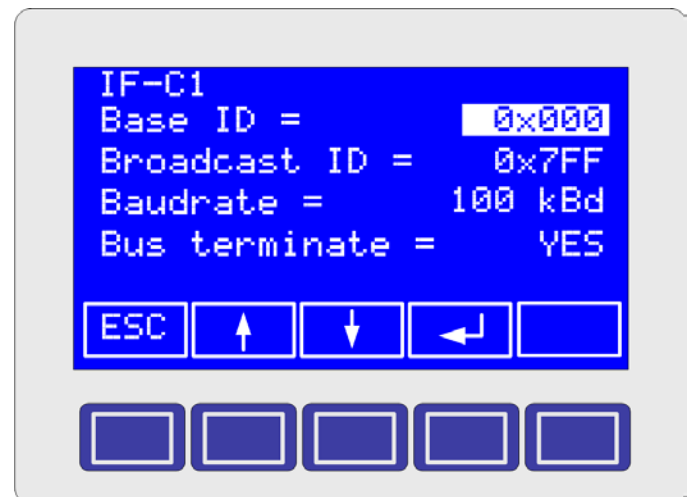 IF-C1
Base ID = 0x000
Broadcast ID = 0x7FF
Baudrate = 100 kBd
Bus terminate = YES
ESC